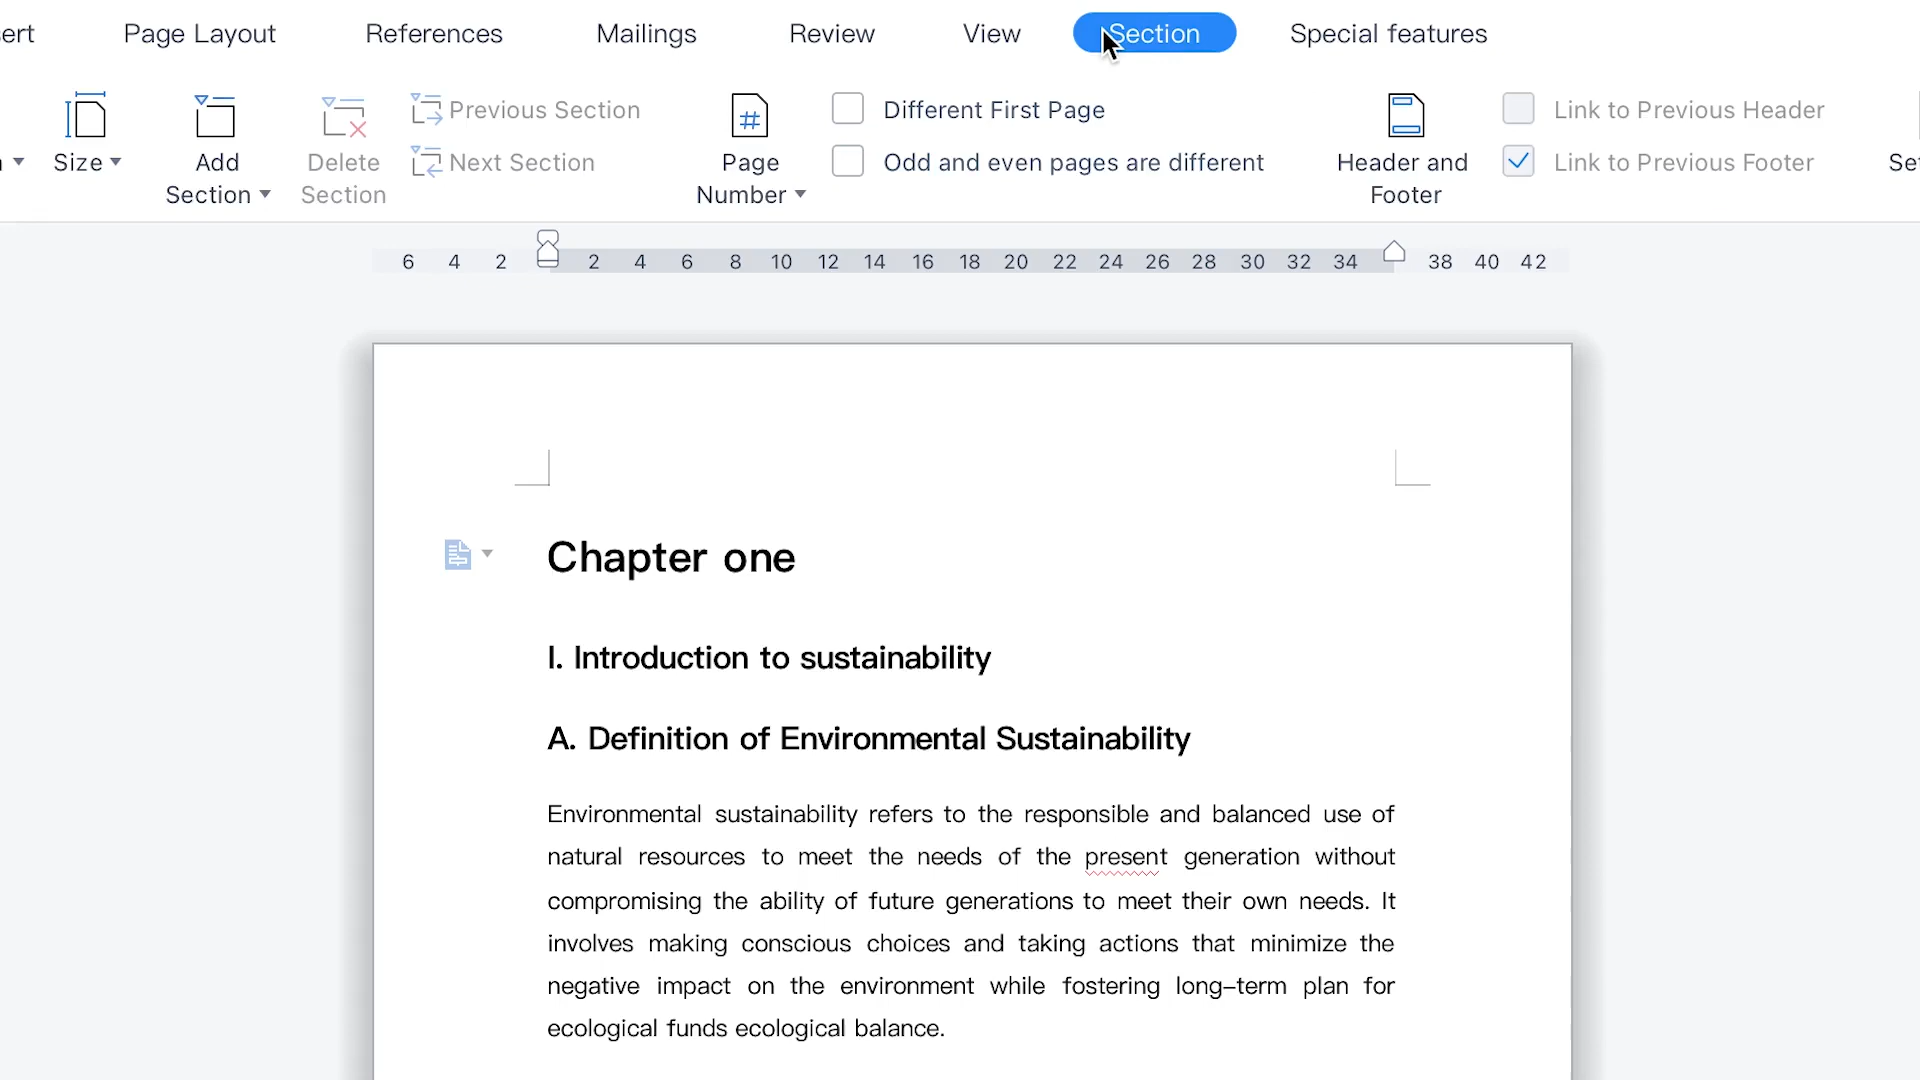 ert Page Layout References Mailings Review View Section Special features
Size Add Section Delete Section Previous Section Page Number Different First Page Header and Footer Link to Previous Header
Next Section Odd and even pages are different Link to Previous Footer Se
6 4 2 2 4 6 8 10 12 14 16 18 20 22 24 26 28 30 32 34 38 40 42
Chapter one
I. Introduction to sustainability
A. Definition of Environmental Sustainability
Environmental sustainability refers to the responsible and balanced use of
natural resources to meet the needs of the present generation without
compromising the ability of future generations to meet their own needs. It
involves making conscious choices and taking actions that minimize the
negative impact on the environment while fostering long–term plan for
ecological funds ecological balance.